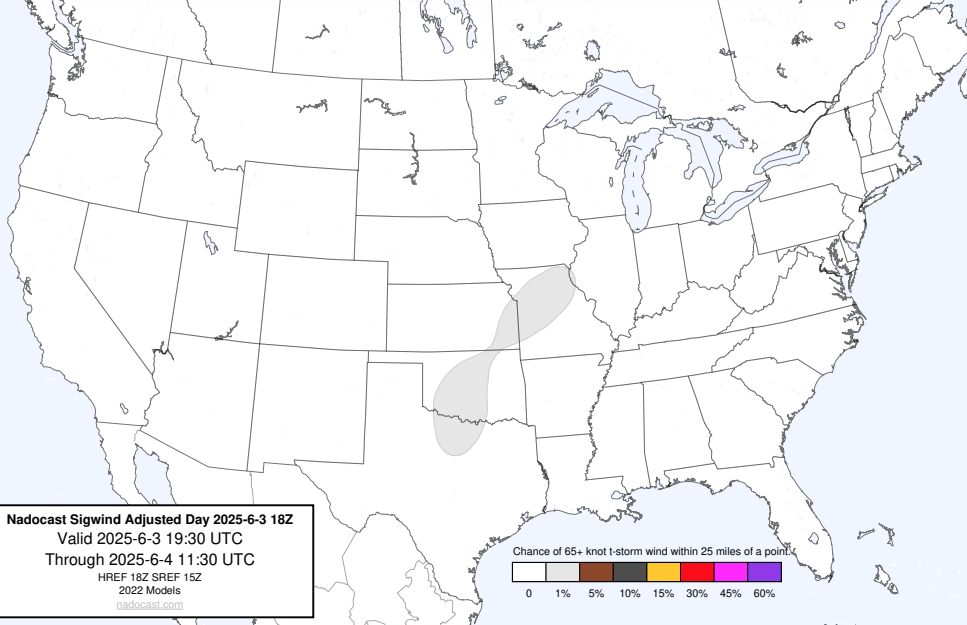 Nadocast Sigwind Adjusted Day 2025-6-3 18Z
Valid 2025-6-3 19:30 UTC
Through 2025-6-4 11:30 UTC
HREF 18Z SREF 15Z
2022 Models
nadocast.com
Chance of 65+ knot t-storm wind within 25 miles of a point.
0 1% 5% 10% 15% 30% 45% 60%